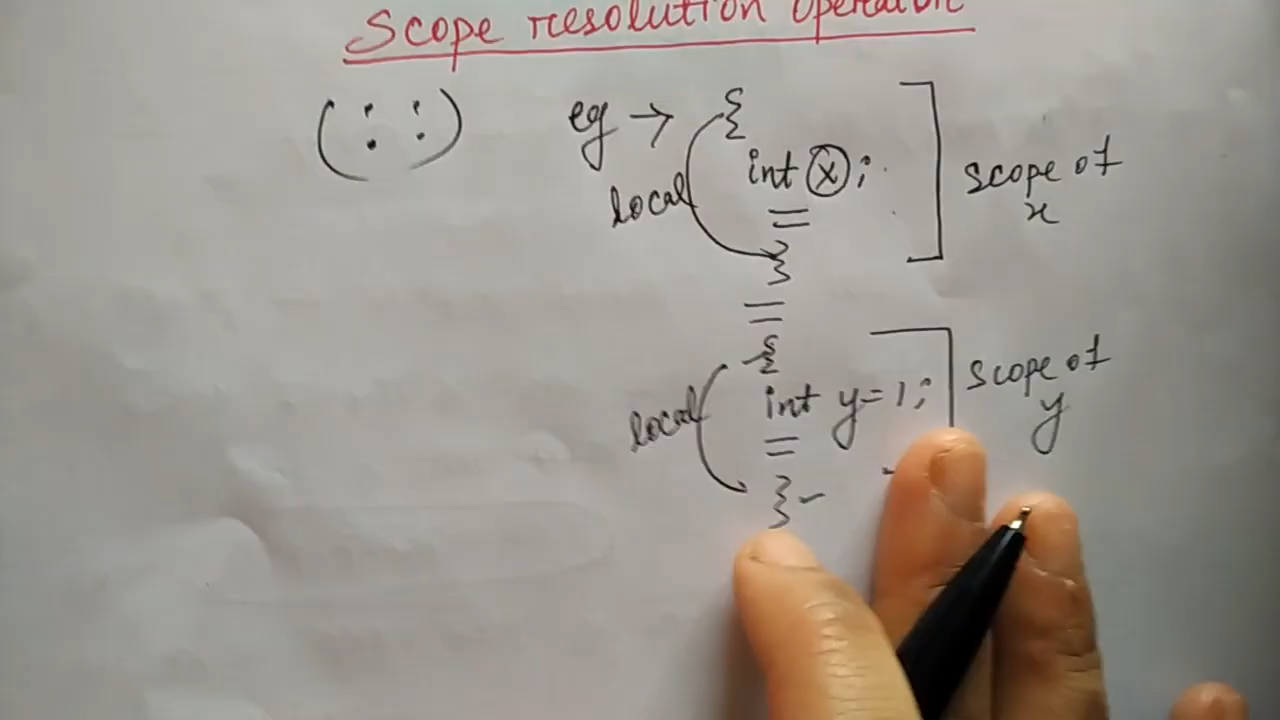 Scope resolution operator
(::) eg → {
int x;
local
=
}
scope of
x
=
{
int y=1;
local
=
}
scope of
y